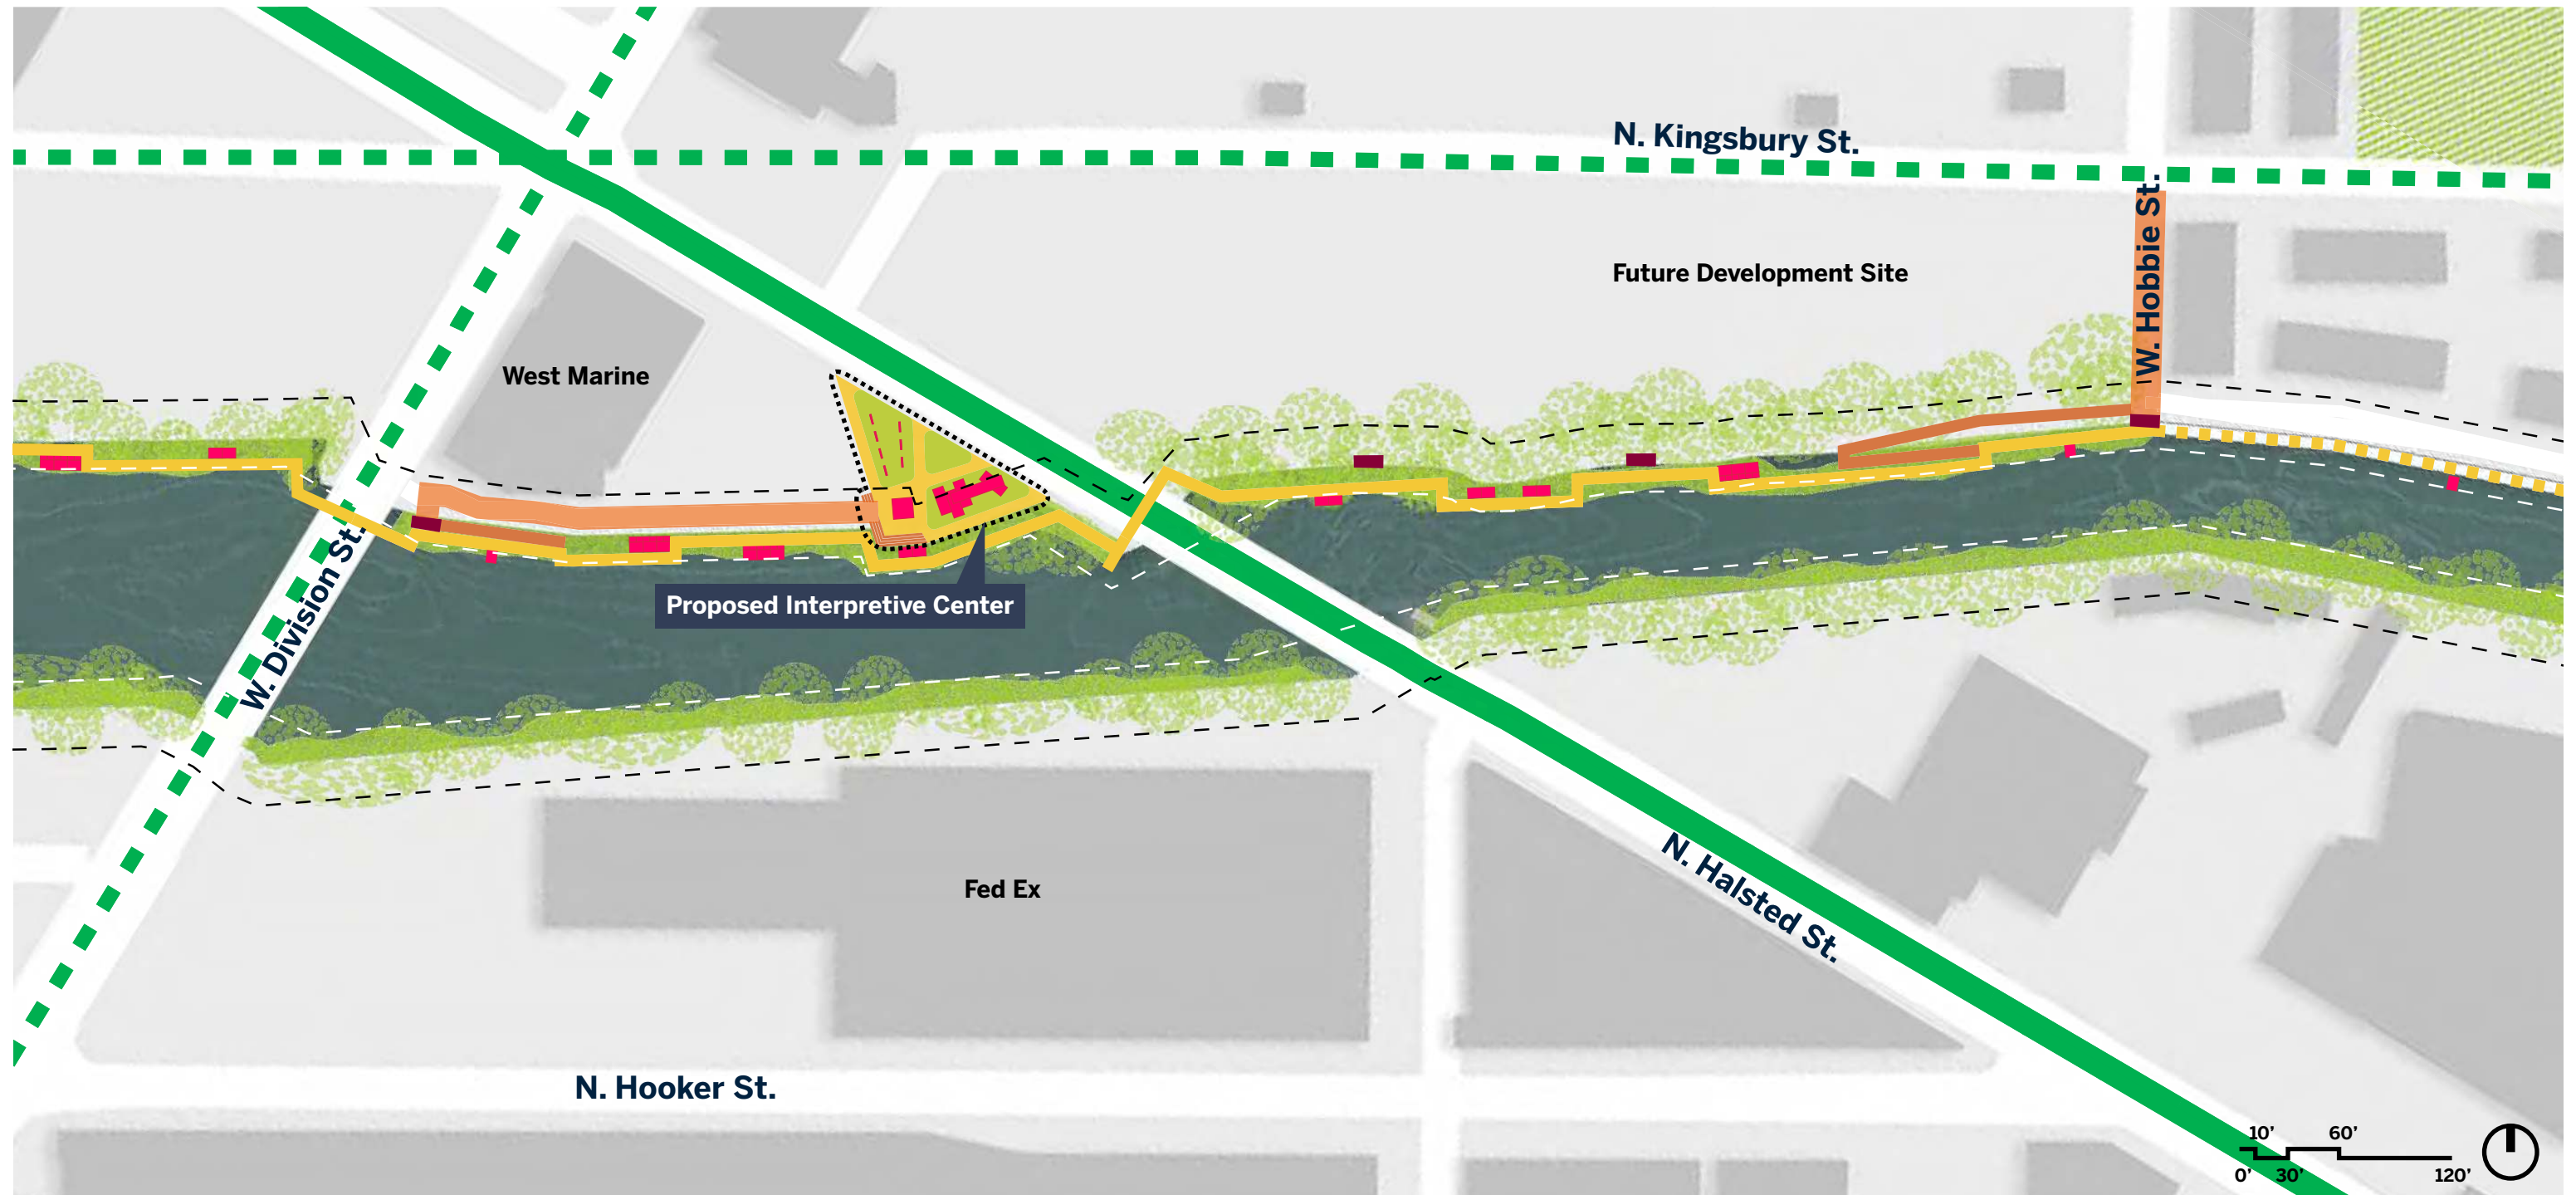 N. Kingsbury St.
W. Hobbie St.
Future Development Site
West Marine
Proposed Interpretive Center
W. Division St.
N. Halsted St.
Fed Ex
N. Hooker St.
10' 60'
0' 30' 120'